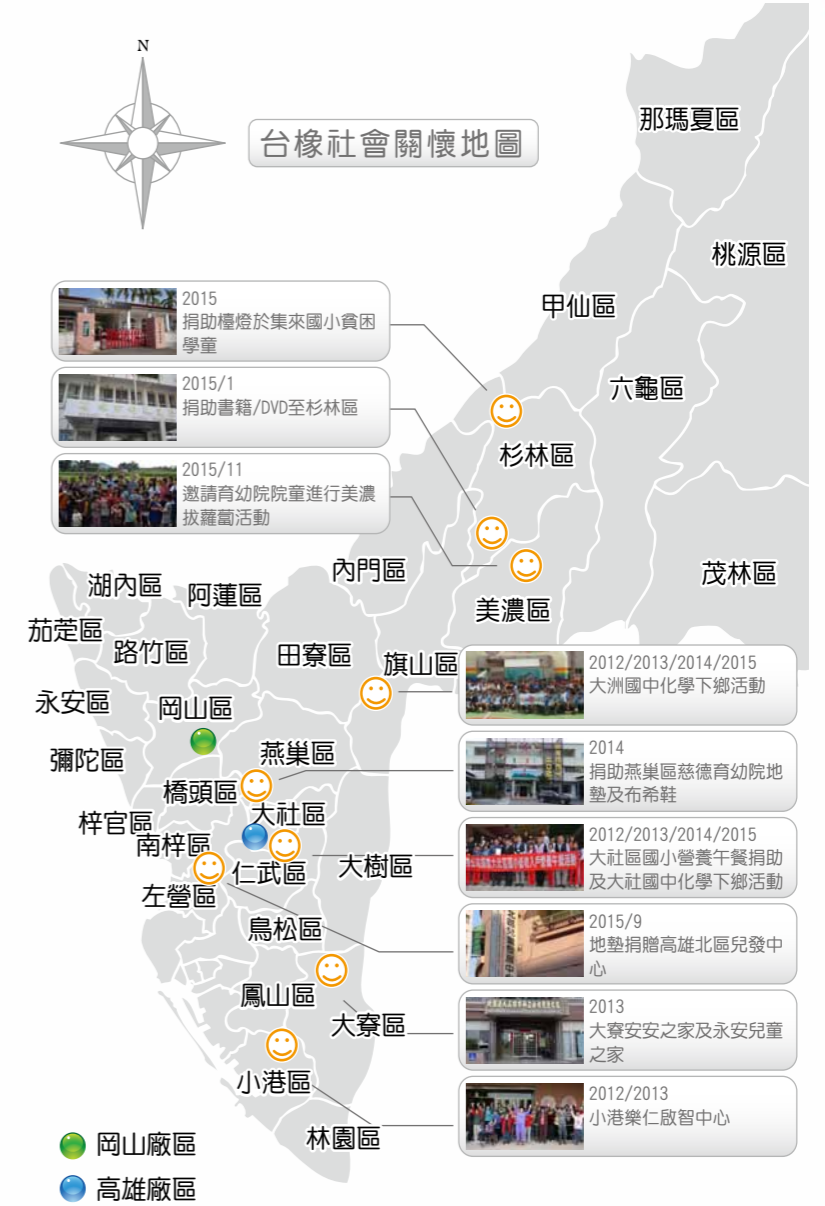 N
台橡社會關懷地圖
那瑪夏區
桃源區
甲仙區
六龜區
2015
捐助檯燈於集來國小貧困
學童
2015/1
捐助書籍/DVD至杉林區
2015/11
邀請育幼院院童進行美濃
拔蘿蔔活動
杉林區
內門區
茂林區
美濃區
湖內區
阿蓮區
茄萣區
路竹區
田寮區
旗山區
永安區
岡山區
彌陀區
燕巢區
橋頭區
大社區
梓官區
南梓區
仁武區
大樹區
左營區
鳥松區
鳳山區
大寮區
小港區
林園區
2012/2013/2014/2015
大洲國中化學下鄉活動
2014
捐助燕巢區慈德育幼院地
墊及布希鞋
2012/2013/2014/2015
大社區國小營養午餐捐助
及大社國中化學下鄉活動
2015/9
地墊捐贈高雄北區兒發中
心
2013
大寮安安之家及永安兒童
之家
2012/2013
小港樂仁啟智中心
岡山廠區
高雄廠區